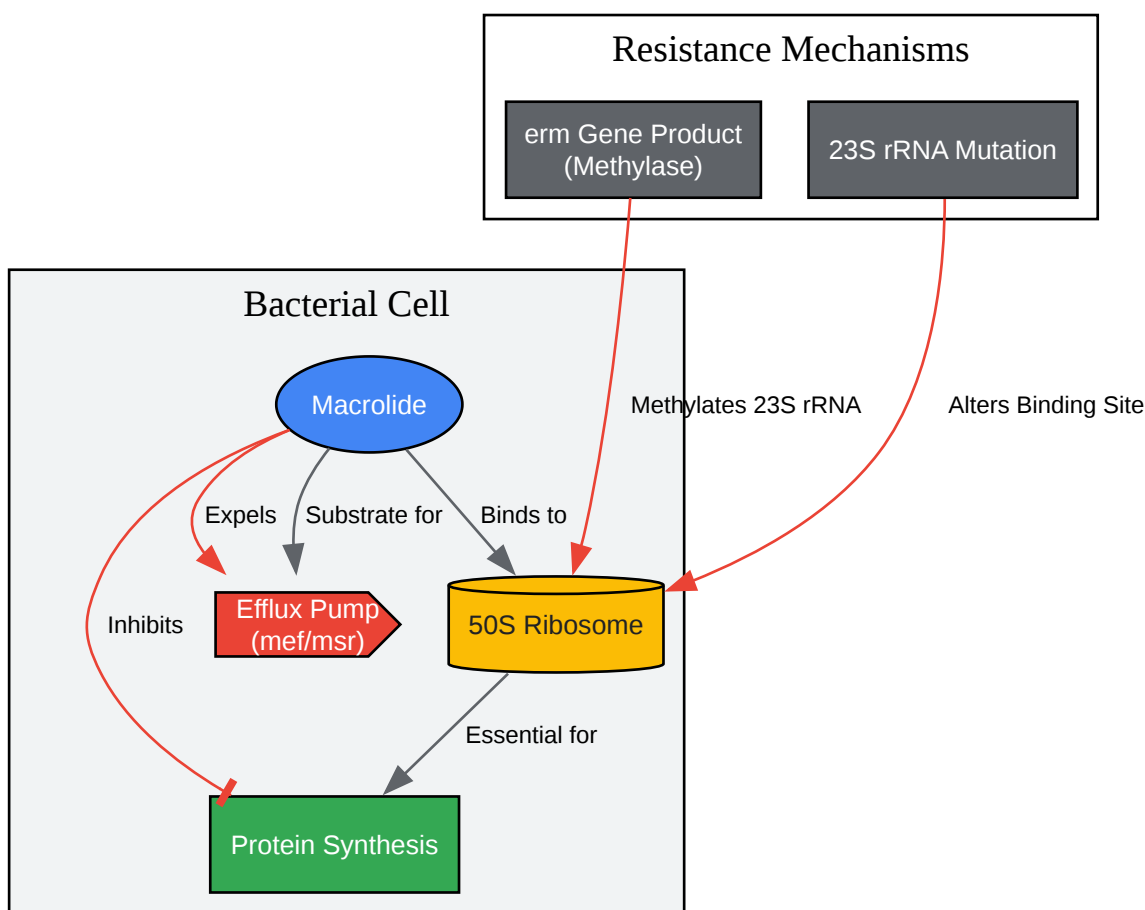 Resistance Mechanisms
erm Gene Product
(Methylase)
23S rRNA Mutation
Bacterial Cell
Macrolide
Methylates 23S rRNA
Alters Binding Site
Expels
Substrate for
Binds to
Inhibits
Efflux Pump
(mef/msr)
50S Ribosome
Essential for
Protein Synthesis